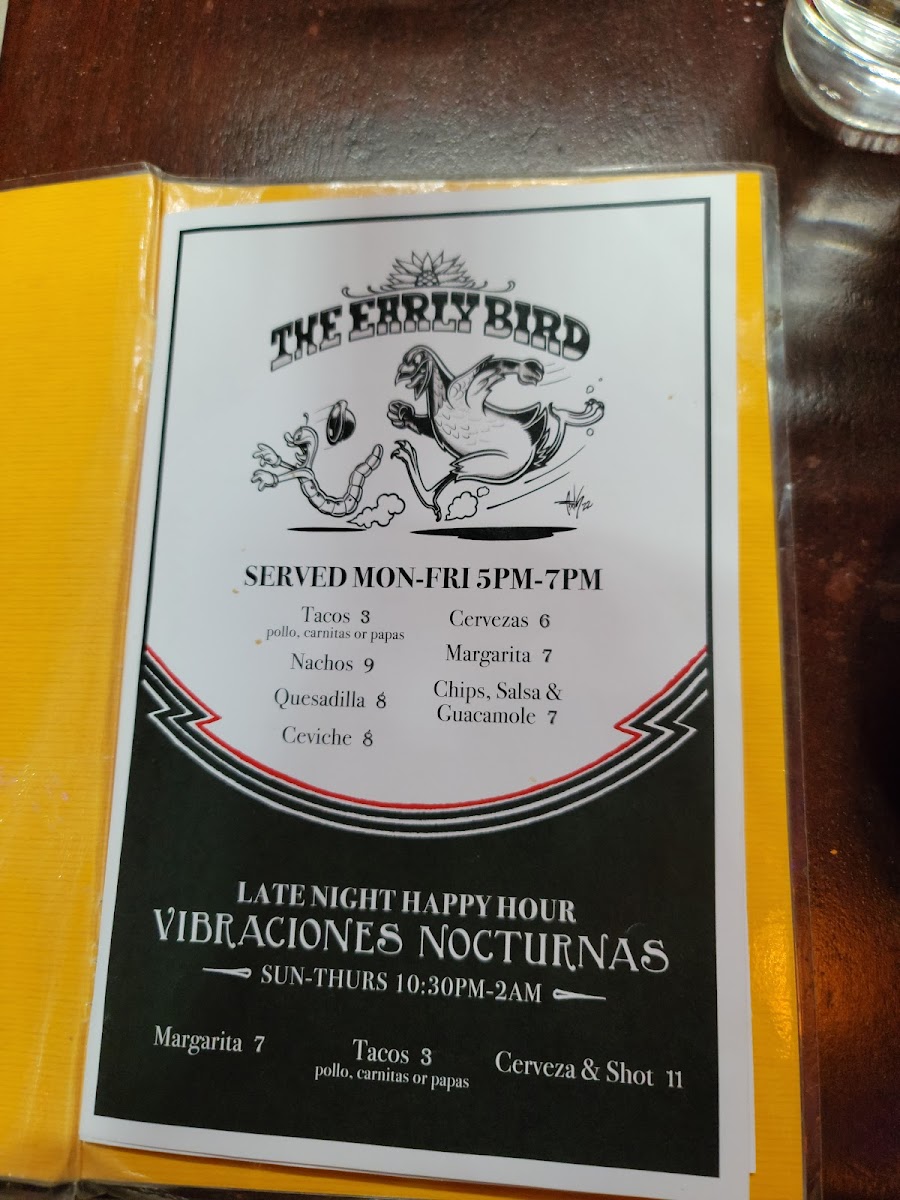 THE EARLY BIRD
SERVED MON-FRI 5PM-7PM
Tacos 3
pollo, carnitas or papas
Nachos 9
Quesadilla 8
Ceviche 8
Cervezas 6
Margarita 7
Chips, Salsa &
Guacamole 7
LATE NIGHT HAPPY HOUR
VIBRACIONES NOCTURNAS
SUN-THURS 10:30PM-2AM
Margarita 7
Tacos 3
pollo, carnitas or papas
Cerveza & Shot 11